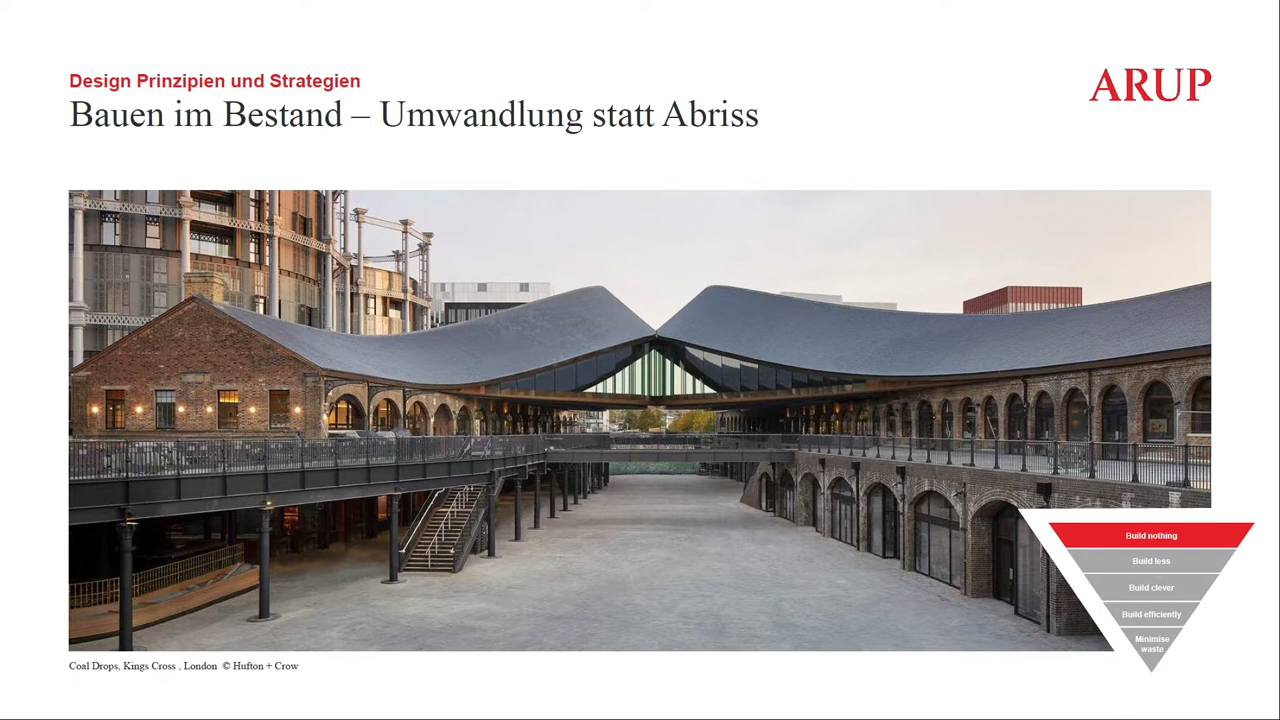 Design Prinzipien und Strategien
Bauen im Bestand – Umwandlung statt Abriss
ARUP
Build nothing
Build less
Build clever
Build efficiently
Minimise
waste
Coal Drops, Kings Cross , London © Hufton + Crow